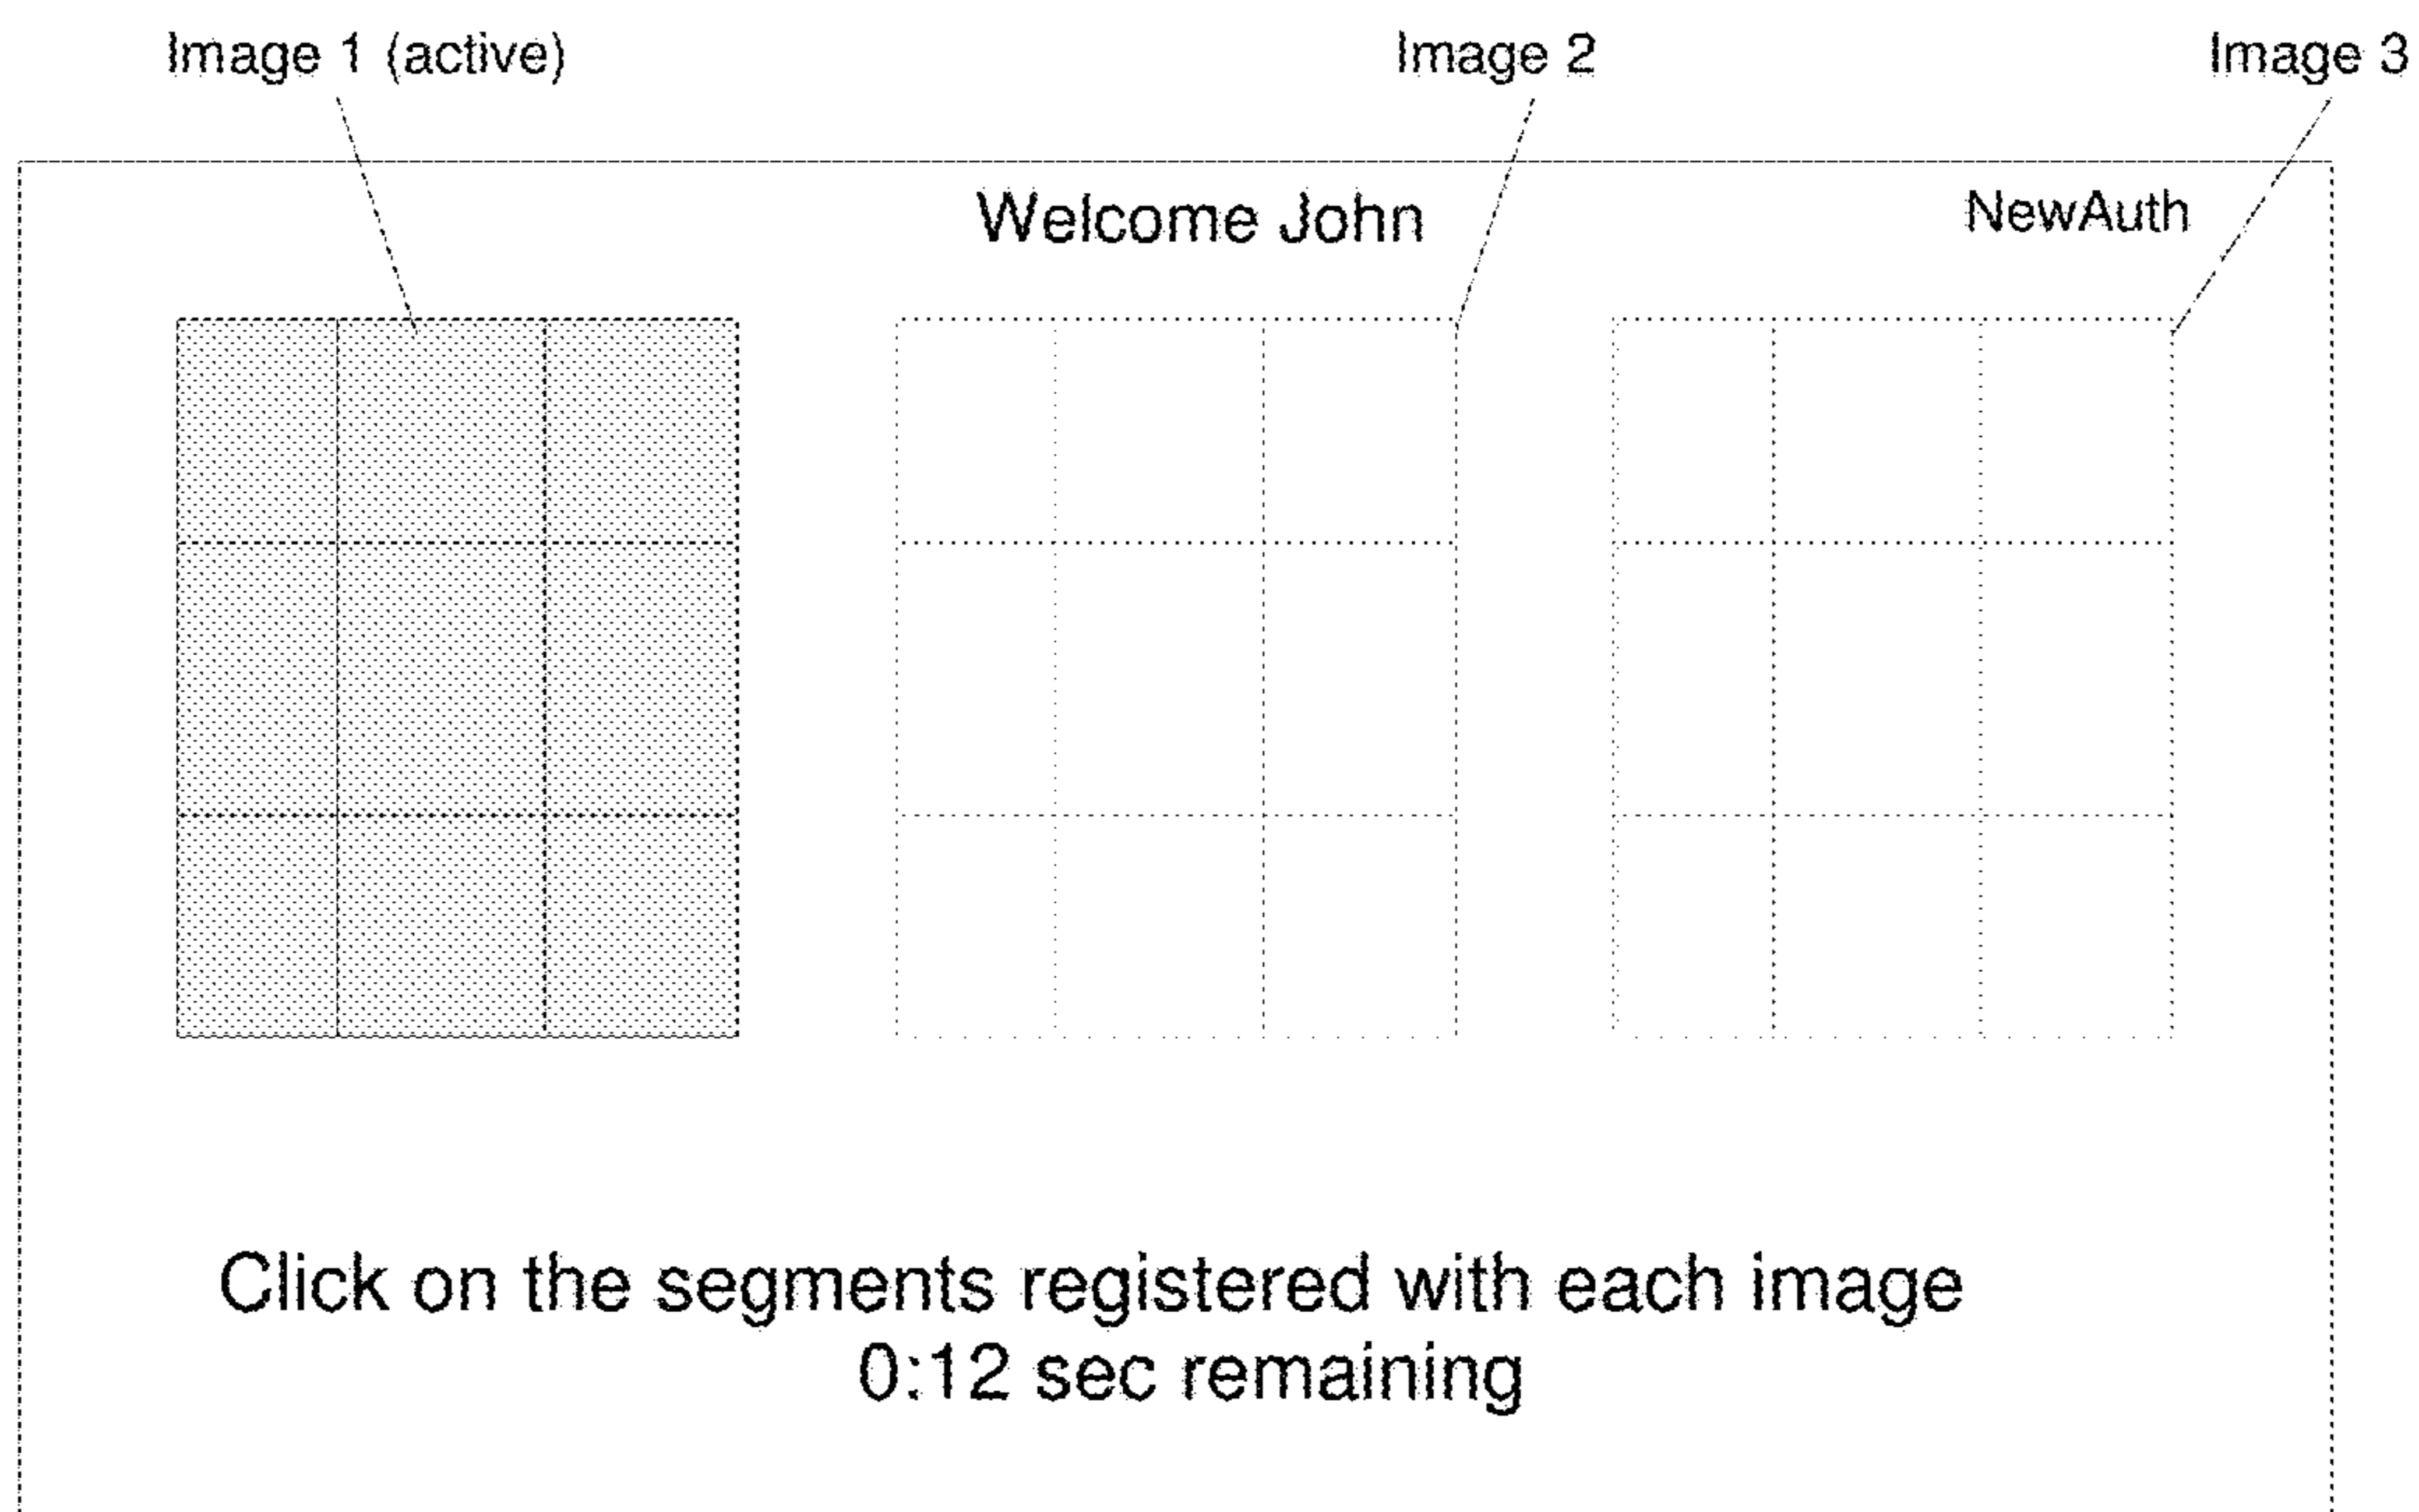 Image 1 (active)
Image 2
Image 3
Welcome John
NewAuth
Click on the segments registered with each image
0:12 sec remaining